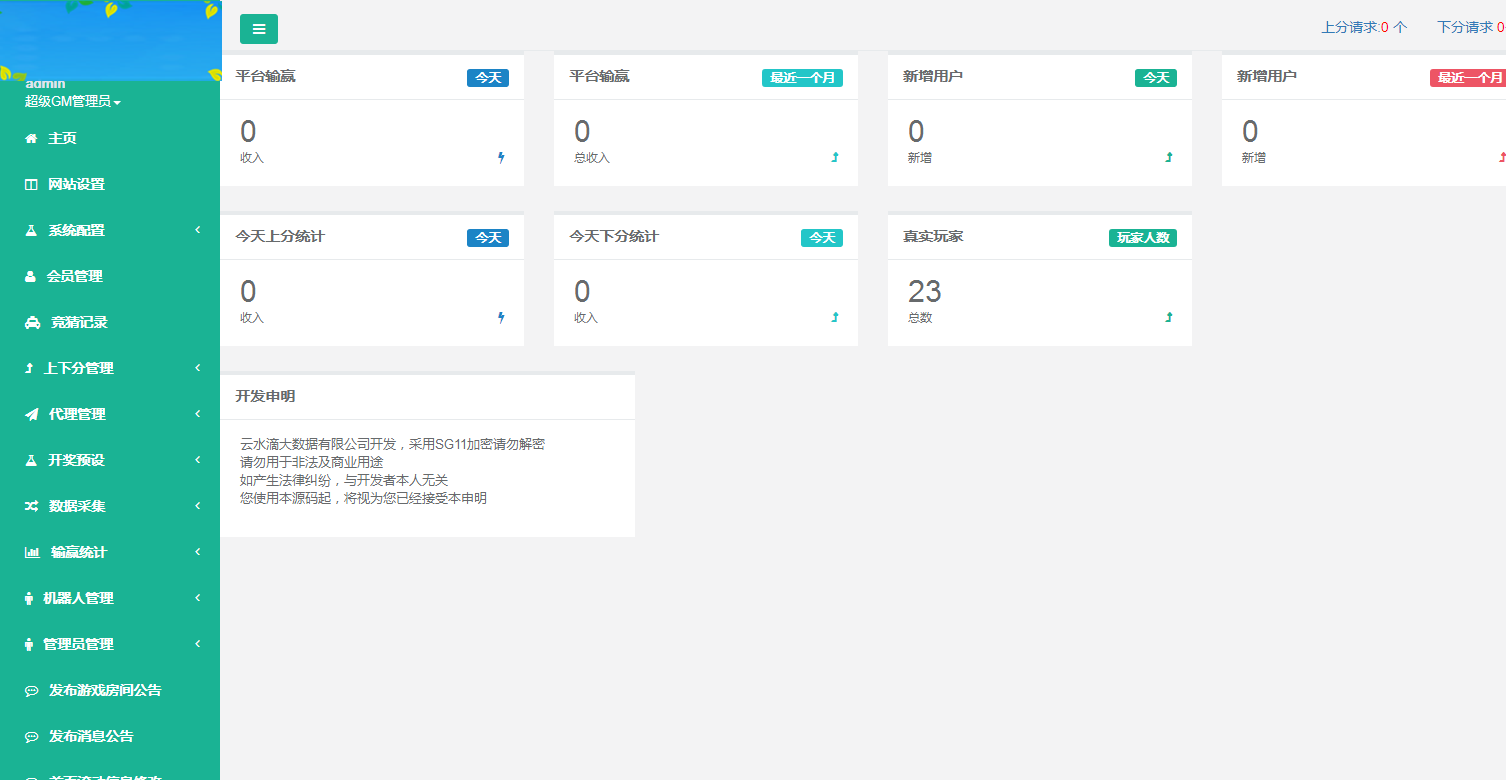 上分请求:0 个
下分请求 0
admin
超级GM管理员
主页
网站设置
系统配置
会员管理
竞猜记录
上下分管理
代理管理
开奖预设
数据采集
输赢统计
机器人管理
管理员管理
发布游戏房间公告
发布消息公告
平台输赢 今天
0
收入
平台输赢 最近一个月
0
总收入
新增用户 今天
0
新增
新增用户 最近一个月
0
新增
今天上分统计 今天
0
收入
今天下分统计 今天
0
收入
真实玩家 玩家人数
23
总数
开发申明
云水滴大数据有限公司开发，采用SG11加密请勿解密
请勿用于非法及商业用途
如产生法律纠纷，与开发者本人无关
您使用本源码起，将视为您已经接受本申明